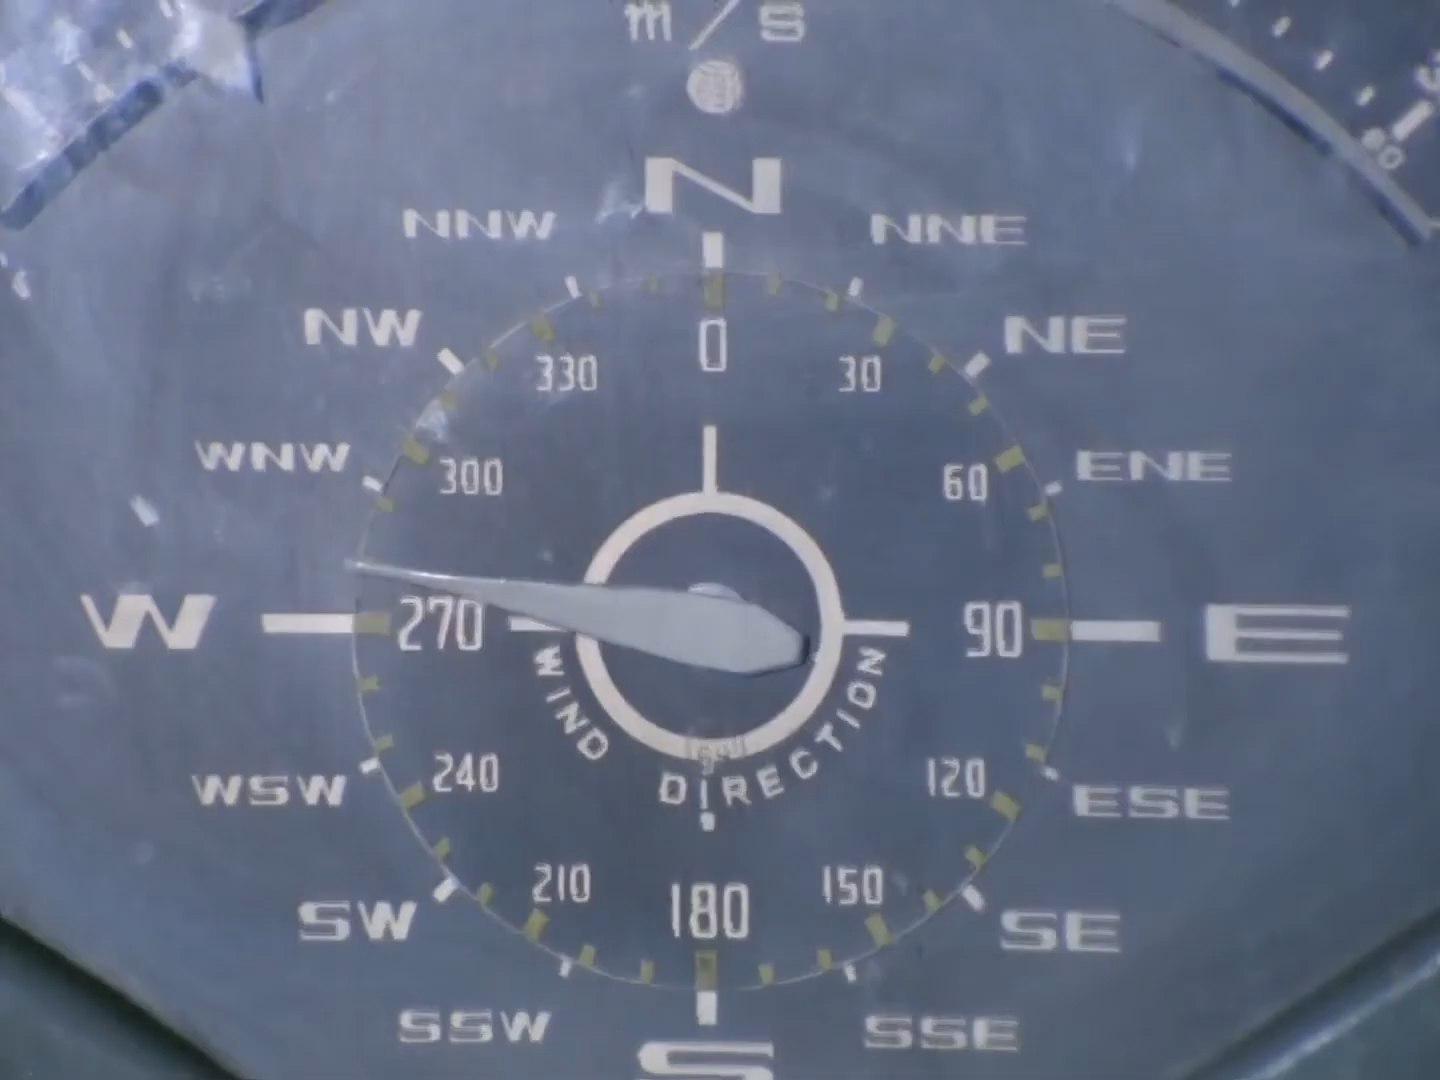 m/s
N
NNW NNE
NW NE
0
330 30
WNW ENE
300 60
W 270 90 E
WIND DIRECTION
WSW 240 120 ESE
210 150
180
SW SE
SSW SSE
S
60